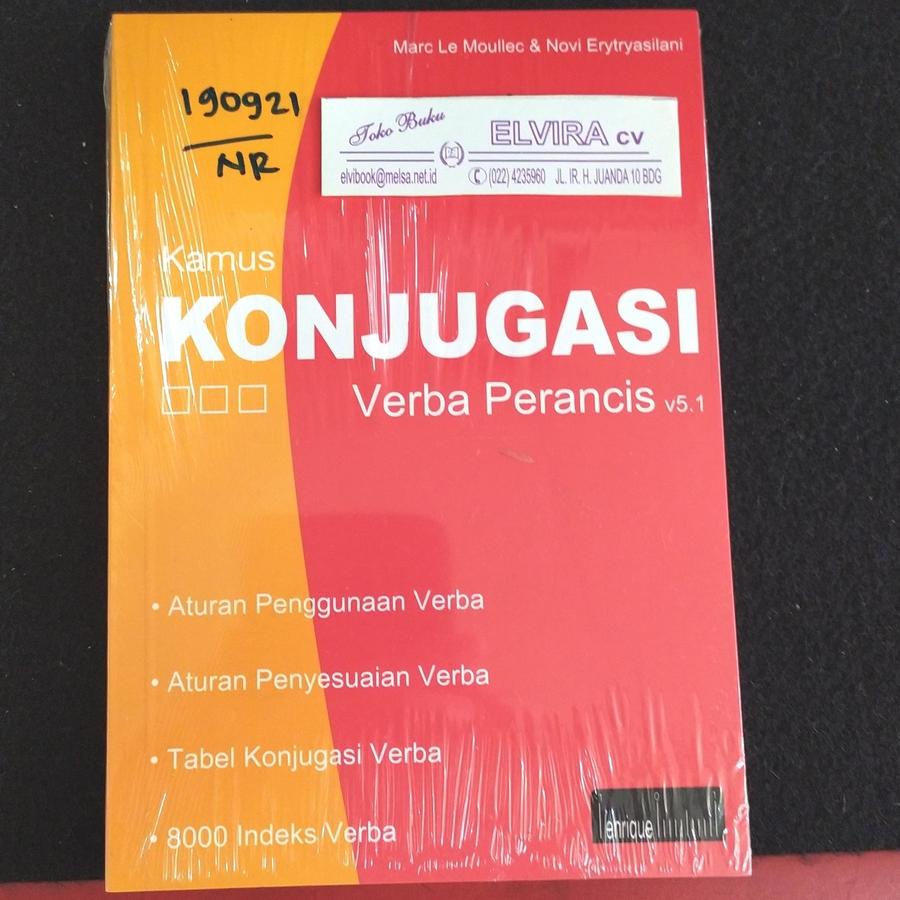 Marc Le Moullec & Novi Erytryasilani
190921
NR
Toko Buku ELVIRA CV
elvibook@melsa.net.id (022) 4235960 JL. IR. H. JUANDA 10 BDG
Kamus
KONJUGASI
Verba Perancis v5.1
• Aturan Penggunaan Verba
• Aturan Penyesuaian Verba
• Tabel Konjugasi Verba
• 8000 Indeks Verba
enrique